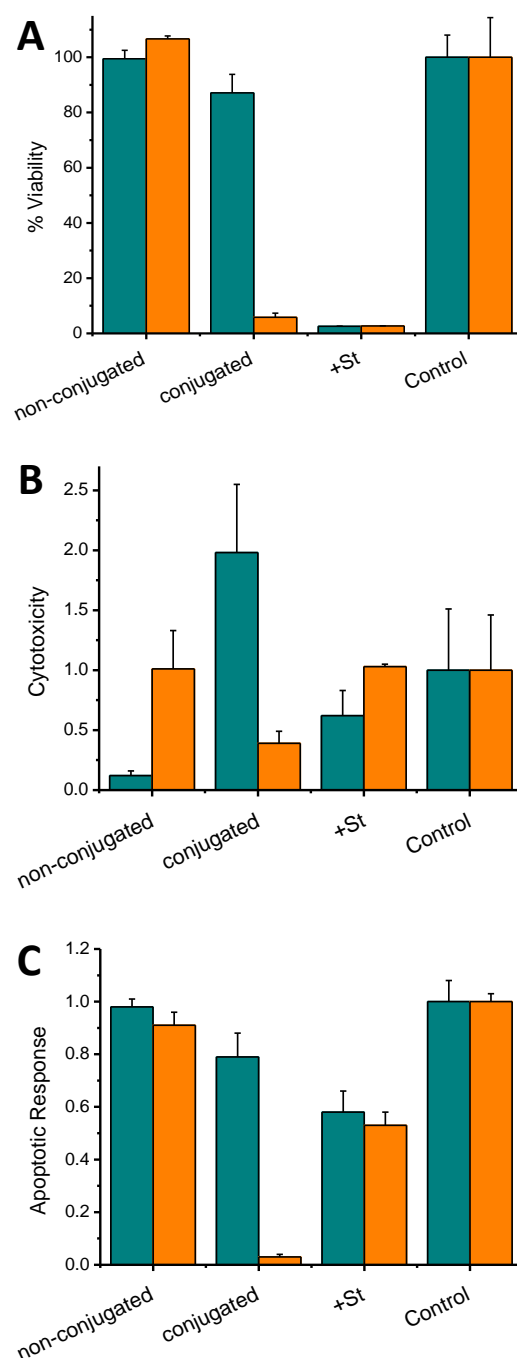 A
% Viability
100
80
60
40
20
0
non-conjugated
conjugated
+St
Control
B
Cytotoxicity
2.5
2.0
1.5
1.0
0.5
0.0
non-conjugated
conjugated
+St
Control
C
Apoptotic Response
1.2
1.0
0.8
0.6
0.4
0.2
0.0
non-conjugated
conjugated
+St
Control